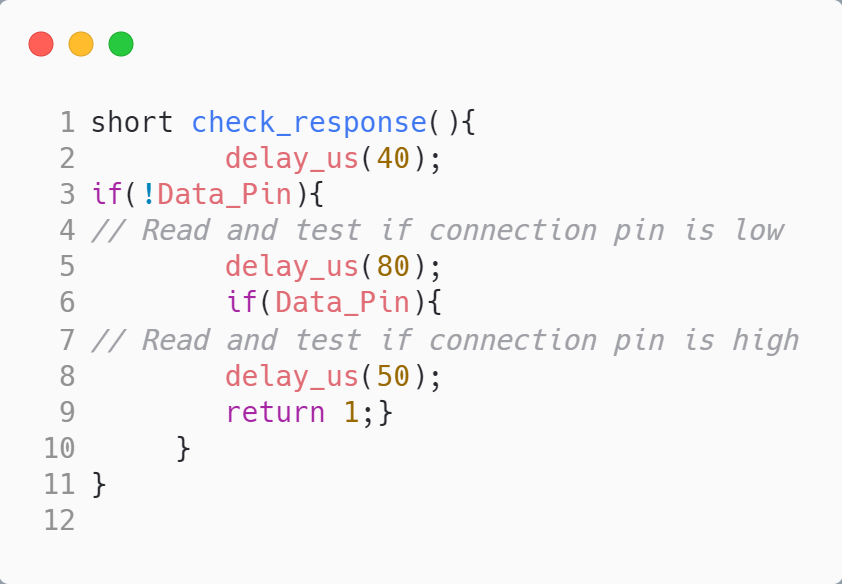 1 short check_response(){
2         delay_us(40);
3 if(!Data_Pin){
4 // Read and test if connection pin is low
5         delay_us(80);
6         if(Data_Pin){
7 // Read and test if connection pin is high
8         delay_us(50);
9         return 1;}
10      }
11 }
12